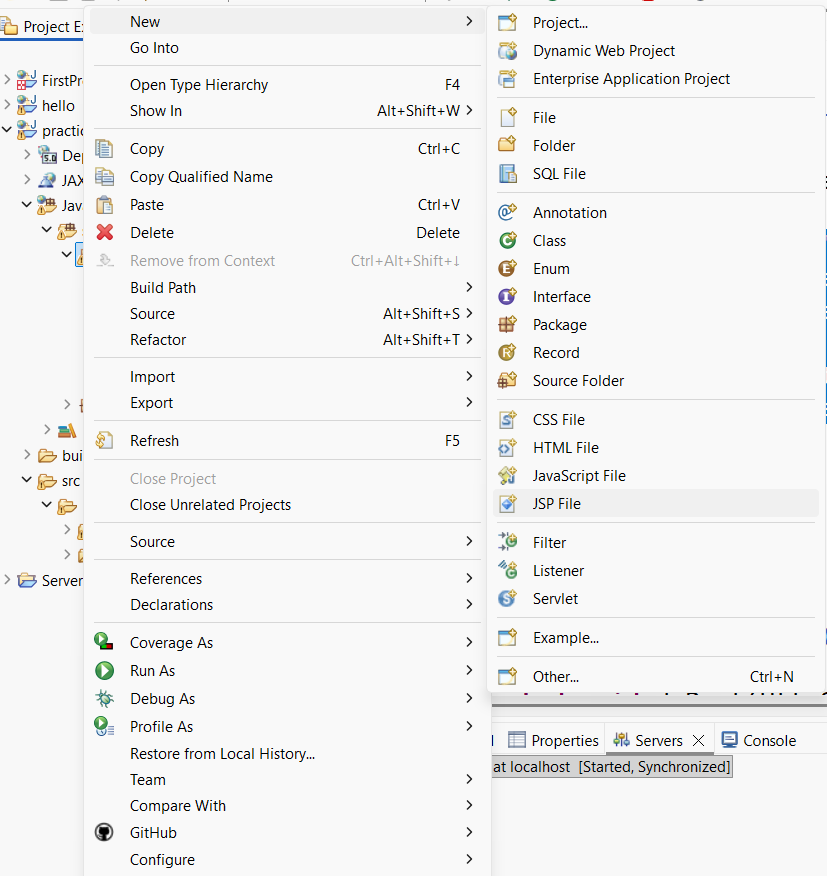 Project E
FirstPr
hello
practic
De
JAX
Jav
bui
src
Server
New
Go Into
Open Type Hierarchy F4
Show In Alt+Shift+W
Copy Ctrl+C
Copy Qualified Name
Paste Ctrl+V
Delete Delete
Remove from Context Ctrl+Alt+Shift+↓
Build Path
Source Alt+Shift+S
Refactor Alt+Shift+T
Import
Export
Refresh F5
Close Project
Close Unrelated Projects
Source
References
Declarations
Coverage As
Run As
Debug As
Profile As
Restore from Local History...
Team
Compare With
GitHub
Configure
Project...
Dynamic Web Project
Enterprise Application Project
File
Folder
SQL File
Annotation
Class
Enum
Interface
Package
Record
Source Folder
CSS File
HTML File
JavaScript File
JSP File
Filter
Listener
Servlet
Example...
Other... Ctrl+N
Properties Servers Console
at localhost [Started, Synchronized]